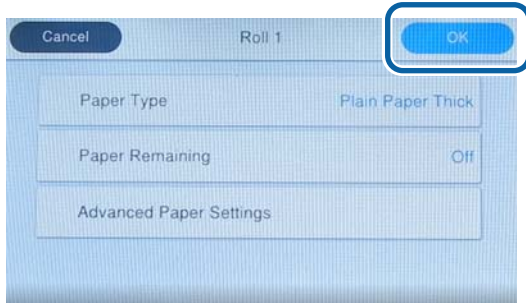 Cancel Roll 1 OK
Paper Type Plain Paper Thick
Paper Remaining Off
Advanced Paper Settings